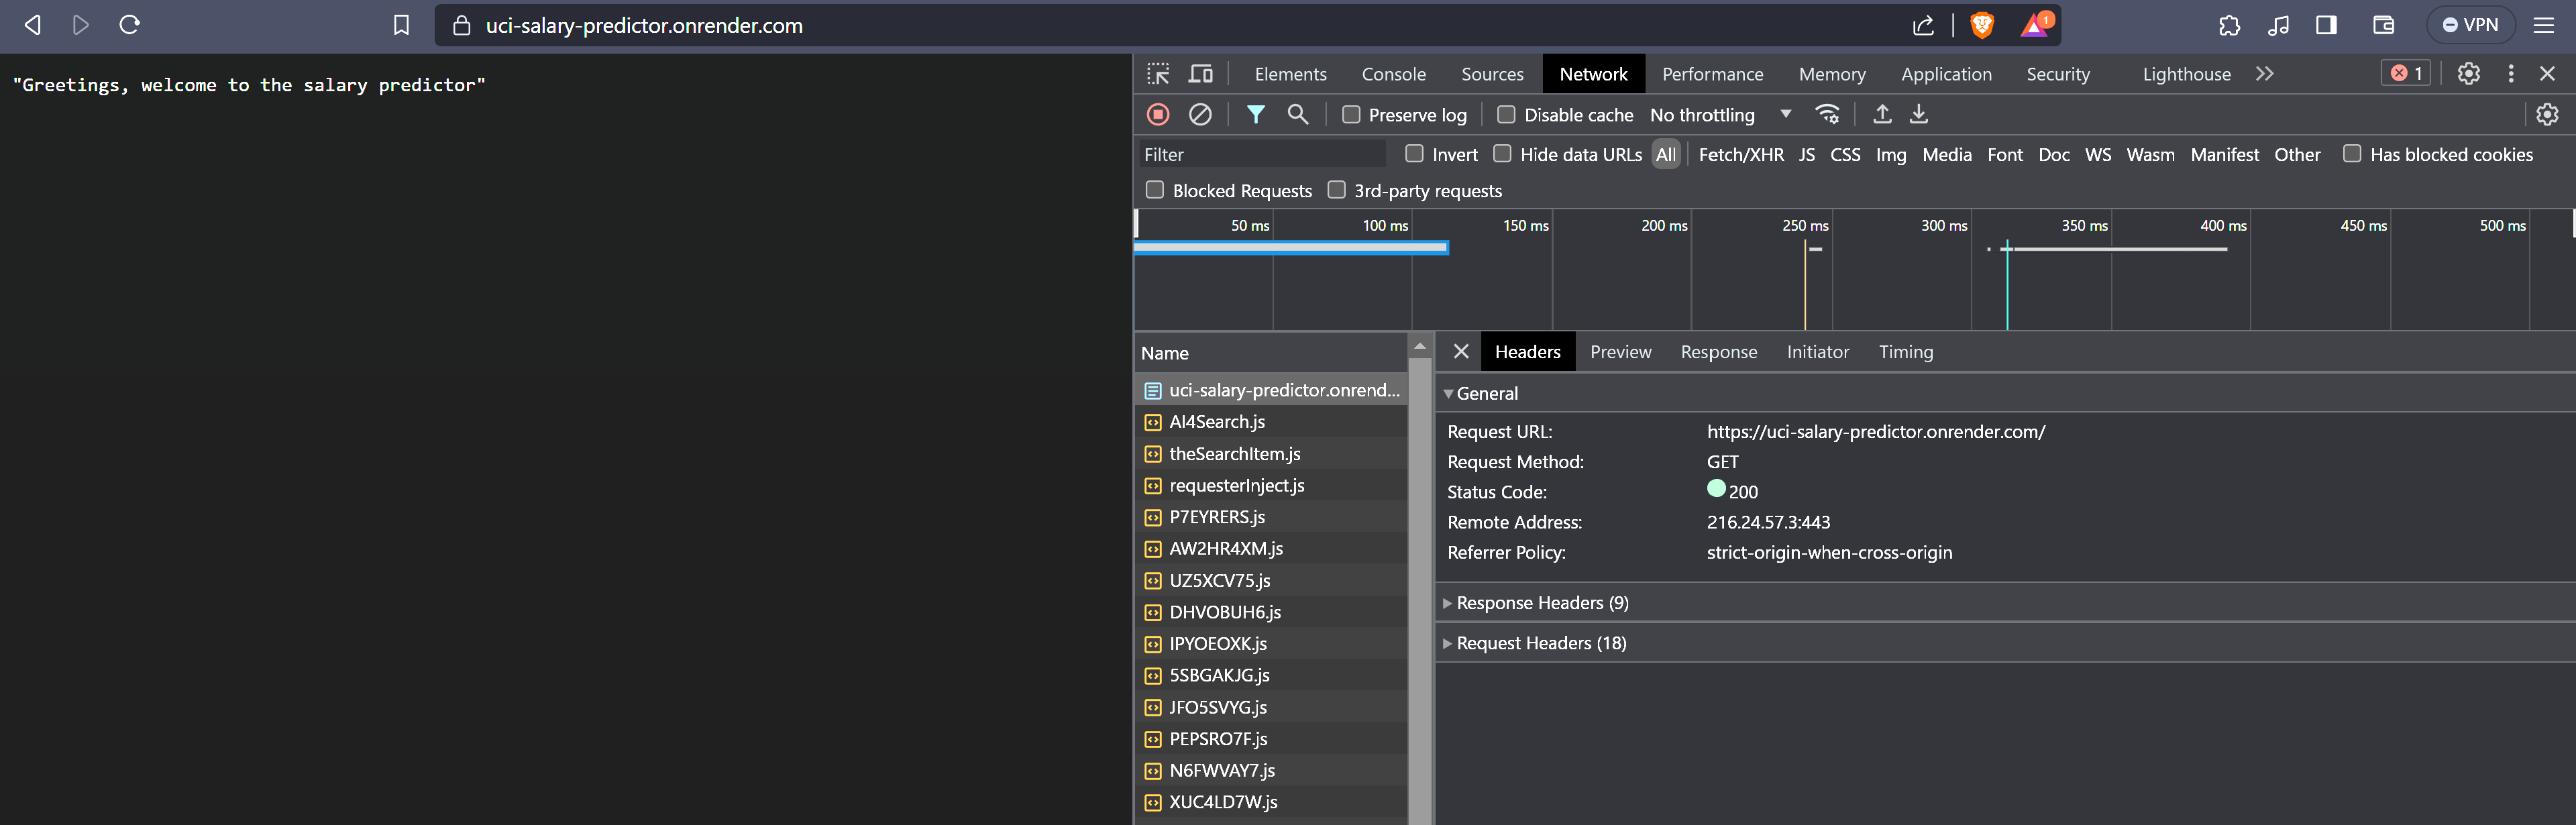 uci-salary-predictor.onrender.com
1
VPN
"Greetings, welcome to the salary predictor"
Elements Console Sources Network Performance Memory Application Security Lighthouse 1
Preserve log Disable cache No throttling
Filter Invert Hide data URLs All Fetch/XHR JS CSS Img Media Font Doc WS Wasm Manifest Other Has blocked cookies
Blocked Requests 3rd-party requests
50 ms 100 ms 150 ms 200 ms 250 ms 300 ms 350 ms 400 ms 450 ms 500 ms
Name
uci-salary-predictor.onrend...
AI4Search.js
theSearchItem.js
requesterInject.js
P7EYRERS.js
AW2HR4XM.js
UZ5XCV75.js
DHVOBUH6.js
IPYOEOXK.js
5SBGAKJG.js
JFO5SVYG.js
PEPSRO7F.js
N6FWVAY7.js
XUC4LD7W.js
Headers Preview Response Initiator Timing
General
Request URL: https://uci-salary-predictor.onrender.com/
Request Method: GET
Status Code: 200
Remote Address: 216.24.57.3:443
Referrer Policy: strict-origin-when-cross-origin
Response Headers (9)
Request Headers (18)